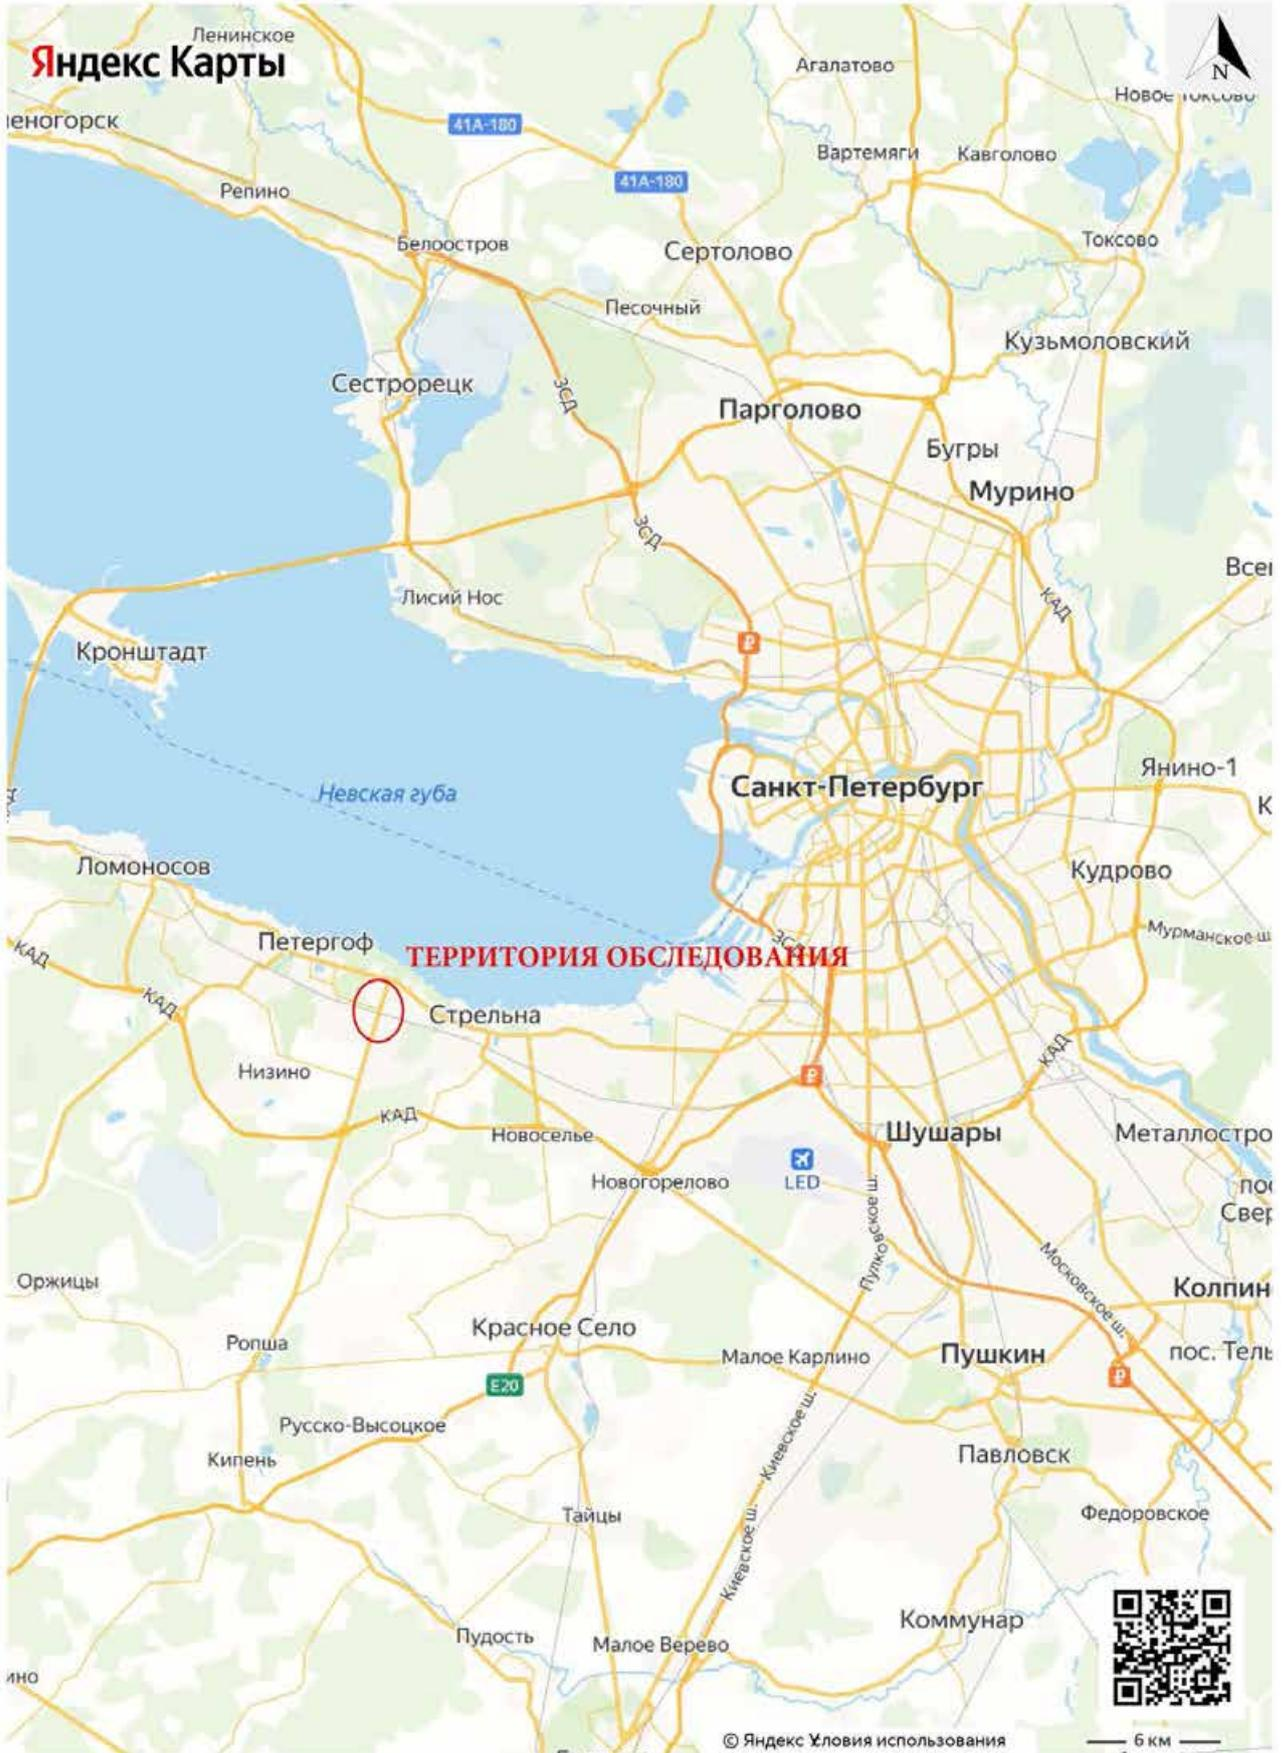 Ленинское
Яндекс Карты
Агалатово
N
41А-180
Вартемяги
Кавголово
41А-180
Репино
Белоостров
Сертолово
Токсово
Песочный
Кузьмоловский
Сестрорецк
ЗСД
Парголово
Бугры
Мурино
ЗСД
Лисий Нос
КАД
Кронштадт
Санкт-Петербург
Янино-1
Невская губа
Ломоносов
Кудрово
Петергоф
ТЕРРИТОРИЯ ОБСЛЕДОВАНИЯ
ЗСД
Мурманское ш
КАД
КАД
Стрельна
КАД
Низино
КАД
Новоселье
Шушары
Металлостро
LED
Новогорелово
пос
Свер
Пулковское ш.
Московское ш.
Оржицы
Колпин
Красное Село
Ропша
Малое Карлино
Пушкин
пос. Тель
E20
Русско-Высоцкое
Киевское ш.
Кипень
Павловск
Тайцы
Федоровское
Киевское ш.
Коммунар
Пудость
Малое Верево
ино
© Яндекс Условия использования
6 км